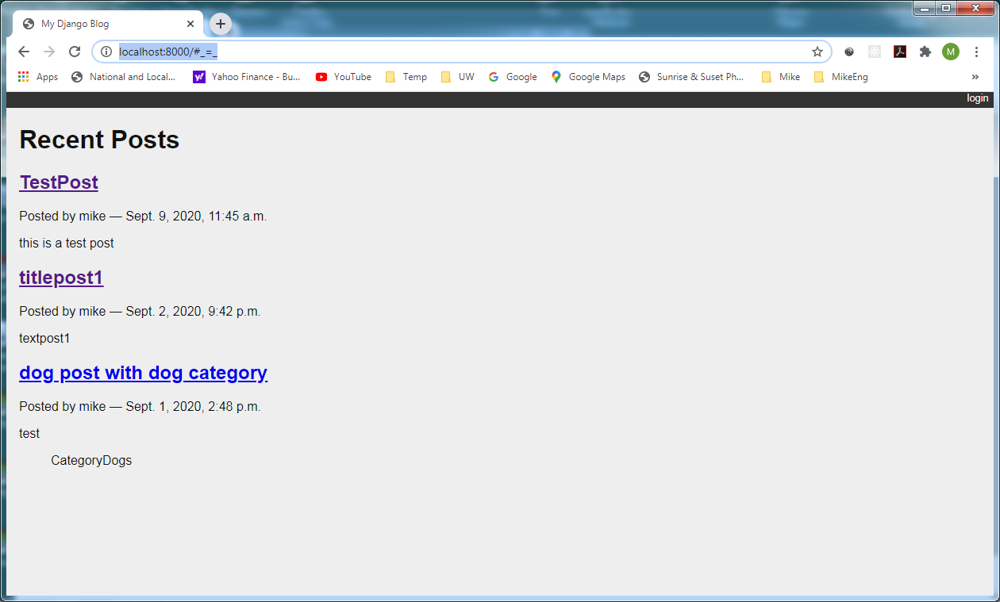 My Django Blog
localhost:8000/#_=_
M
Apps National and Local... Yahoo Finance - Bu... YouTube Temp UW Google Google Maps Sunrise & Suset Ph... Mike MikeEng »
login
Recent Posts
TestPost
Posted by mike — Sept. 9, 2020, 11:45 a.m.
this is a test post
titlepost1
Posted by mike — Sept. 2, 2020, 9:42 p.m.
textpost1
dog post with dog category
Posted by mike — Sept. 1, 2020, 2:48 p.m.
test
CategoryDogs